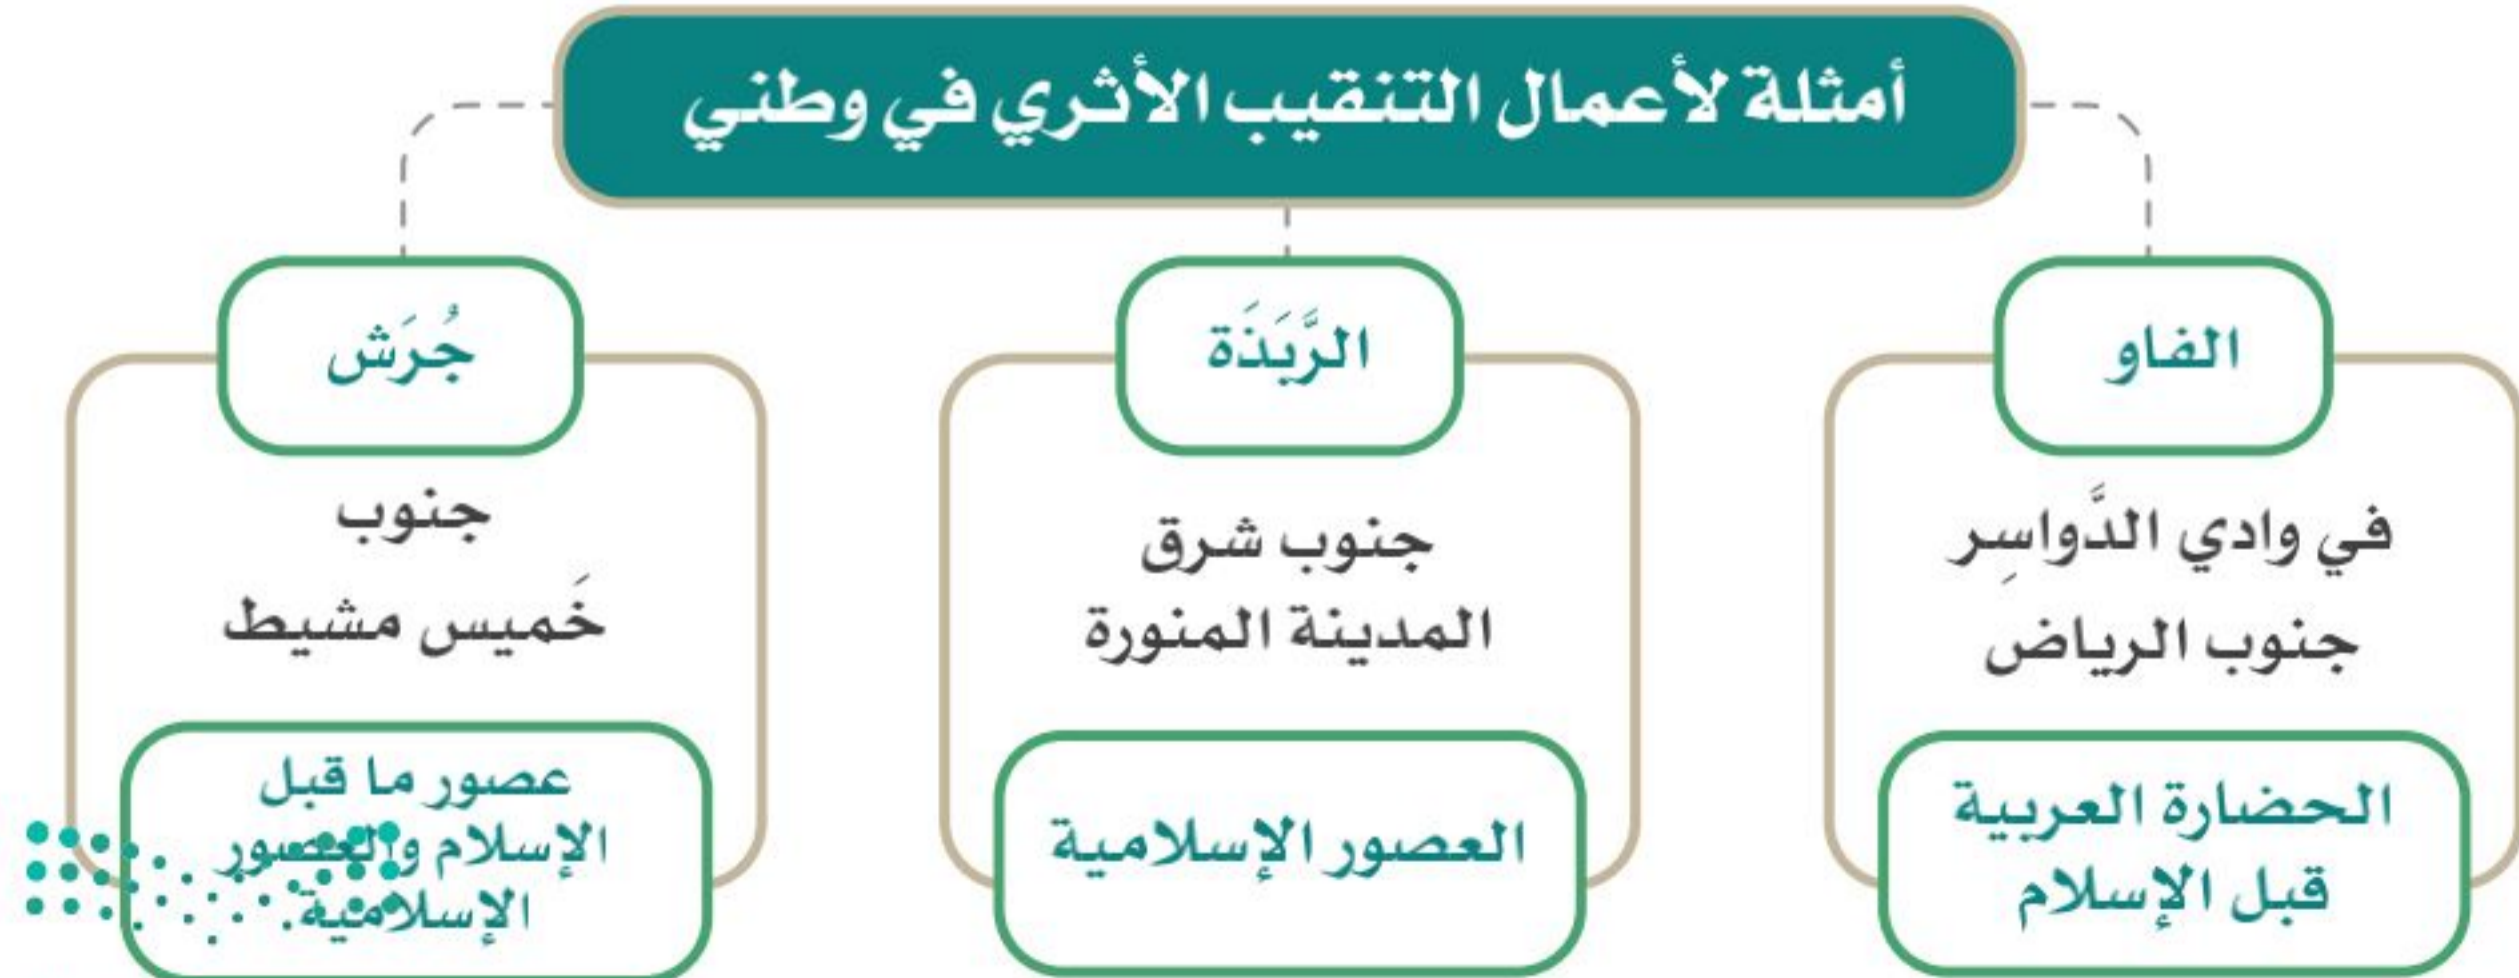 أمثلة لأعمال التنقيب الأثري في وطني
الفاو
في وادي الدَّواسِر
جنوب الرياض
الحضارة العربية
قبل الإسلام
الرَّبَذَة
جنوب شرق
المدينة المنورة
العصور الإسلامية
جُرَش
جنوب
خَميس مشيط
عصور ما قبل
الإسلام والعصور
الإسلامية.